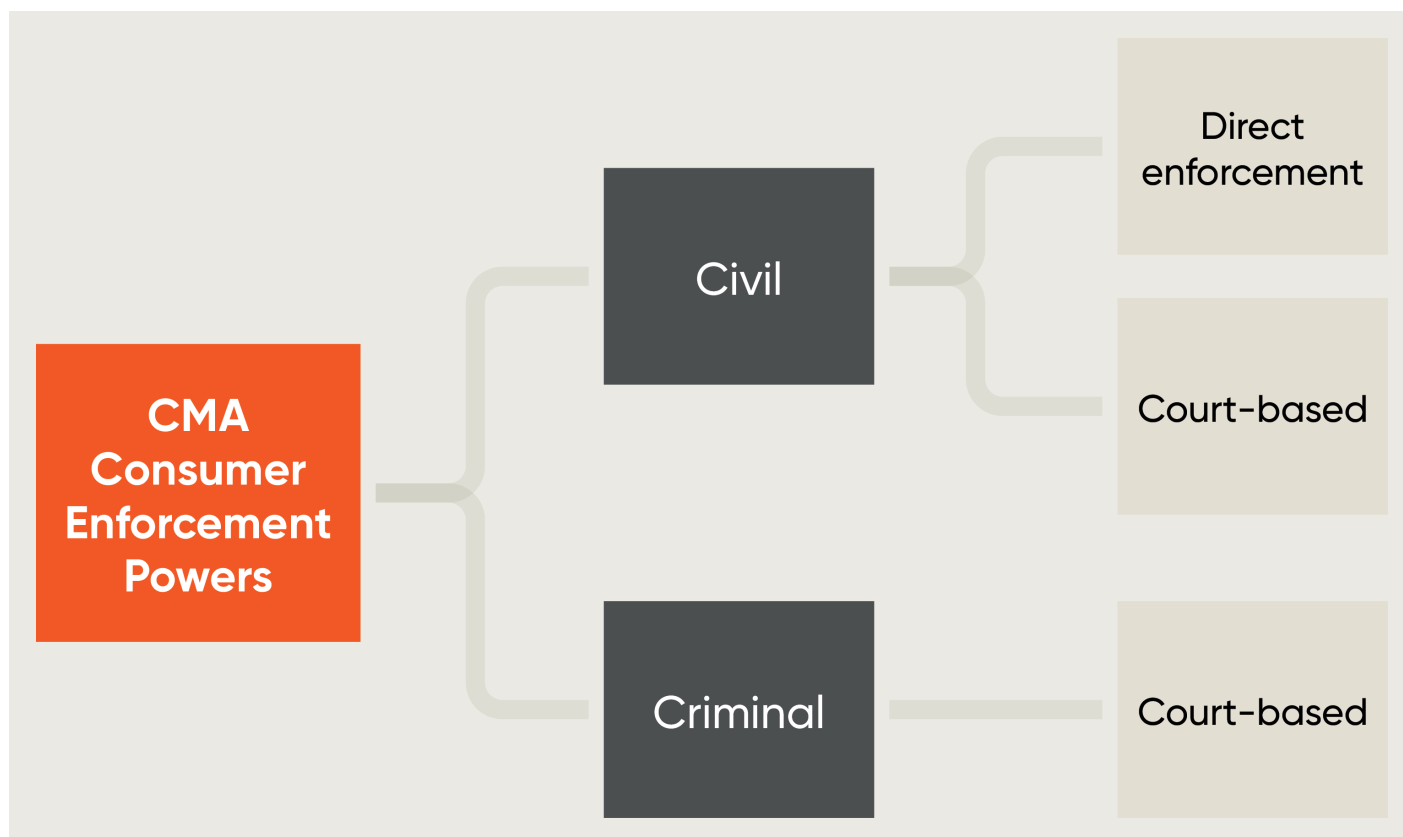 CMA
Consumer
Enforcement
Powers
Civil
Direct
enforcement
Court-based
Criminal
Court-based